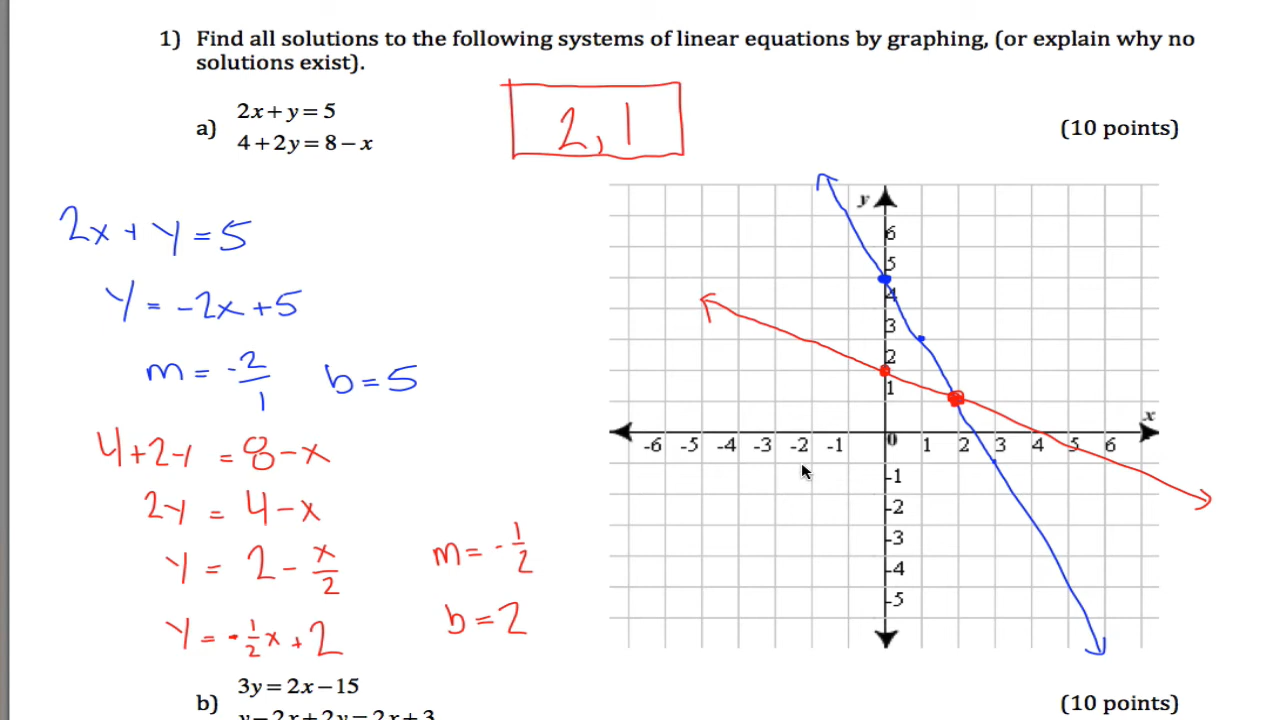 1) Find all solutions to the following systems of linear equations by graphing, (or explain why no
solutions exist).
a) 2x+y=5
4+2y=8-x
(10 points)
2, 1
2x + y = 5
y = -2x+5
m = -2/1 b = 5
4+2y = 8-x
2y = 4-x
y = 2 - x/2
y = -1/2x + 2
m = -1/2
b = 2
y
6
5
4
3
2
1
x
-6 -5 -4 -3 -2 -1 0 1 2 3 4 5 6
-1
-2
-3
-4
-5
b) 3y=2x-15
(10 points)
y-2x+2y=2x+3